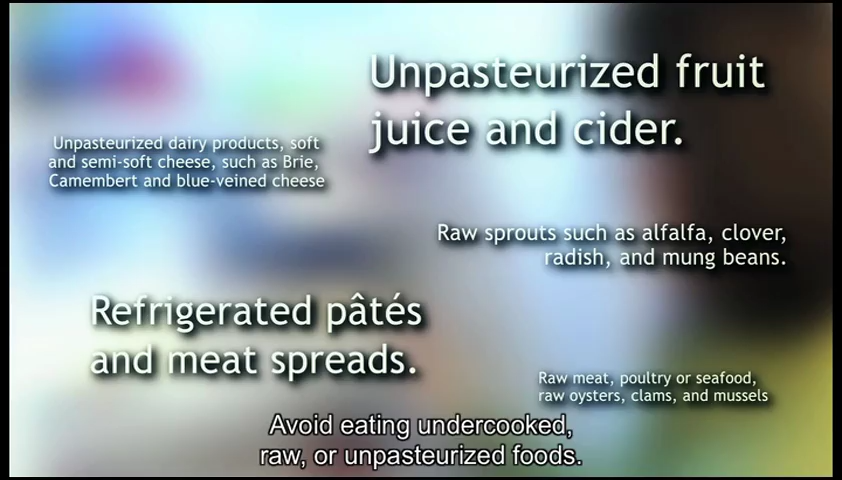 Unpasteurized fruit
juice and cider.
Unpasteurized dairy products, soft
and semi-soft cheese, such as Brie,
Camembert and blue-veined cheese
Raw sprouts such as alfalfa, clover,
radish, and mung beans.
Refrigerated pâtés
and meat spreads.
Raw meat, poultry or seafood,
raw oysters, clams, and mussels
Avoid eating undercooked,
raw, or unpasteurized foods.